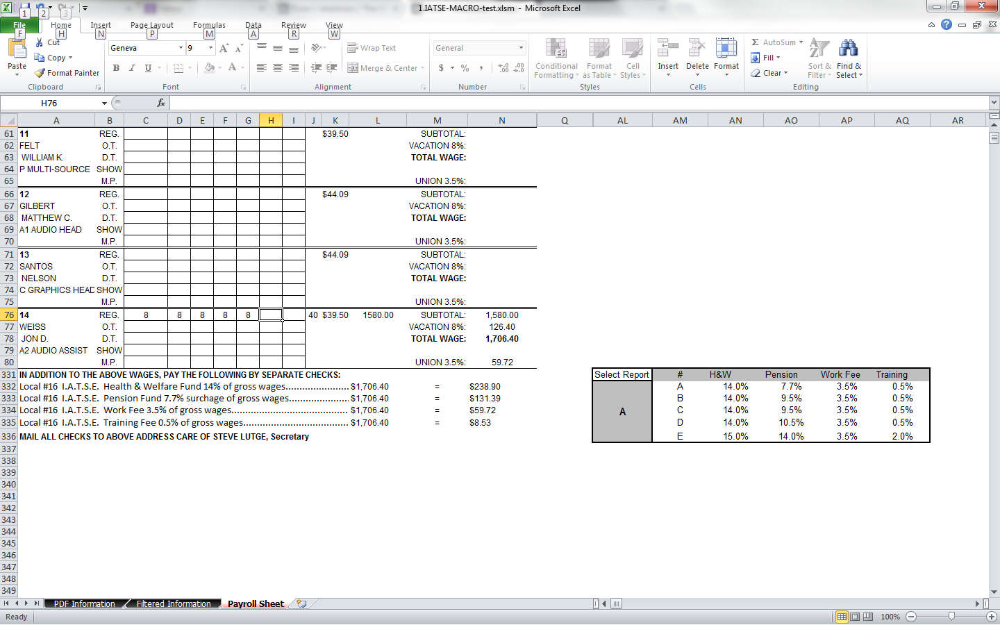 1.IATSE-MACRO-test.xlsm - Microsoft Excel
1 2 3
File Home Insert Page Layout Formulas Data Review View
F H N P M A R W
Paste
Cut
Copy
Format Painter
Clipboard
Geneva 9
B I U
Font
Wrap Text
Merge & Center
Alignment
General
$ % ,
Number
Conditional Formatting
Format as Table
Cell Styles
Styles
Insert Delete Format
Cells
AutoSum
Fill
Clear
Sort & Filter
Find & Select
Editing
H76 fx
A B C D E F G H I J K L M N Q AL AM AN AO AP AQ AR
61 11 REG. $39.50 SUBTOTAL:
62 FELT O.T. VACATION 8%:
63 WILLIAM K. D.T. TOTAL WAGE:
64 P MULTI-SOURCE SHOW
65 M.P. UNION 3.5%:
66 12 REG. $44.09 SUBTOTAL:
67 GILBERT O.T. VACATION 8%:
68 MATTHEW C. D.T. TOTAL WAGE:
69 A1 AUDIO HEAD SHOW
70 M.P. UNION 3.5%:
71 13 REG. $44.09 SUBTOTAL:
72 SANTOS O.T. VACATION 8%:
73 NELSON D.T. TOTAL WAGE:
74 C GRAPHICS HEAD SHOW
75 M.P. UNION 3.5%:
76 14 REG. 8 8 8 8 8 40 $39.50 1580.00 SUBTOTAL: 1,580.00
77 WEISS O.T. VACATION 8%: 126.40
78 JON D. D.T. TOTAL WAGE: 1,706.40
79 A2 AUDIO ASSIST SHOW
80 M.P. UNION 3.5%: 59.72
331 IN ADDITION TO THE ABOVE WAGES, PAY THE FOLLOWING BY SEPARATE CHECKS: Select Report # H&W Pension Work Fee Training
332 Local #16 I.A.T.S.E. Health & Welfare Fund 14% of gross wages....................... $1,706.40 = $238.90 A 14.0% 7.7% 3.5% 0.5%
333 Local #16 I.A.T.S.E. Pension Fund 7.7% surchage of gross wages...................... $1,706.40 = $131.39 B 14.0% 9.5% 3.5% 0.5%
334 Local #16 I.A.T.S.E. Work Fee 3.5% of gross wages........................................... $1,706.40 = $59.72 A C 14.0% 9.5% 3.5% 0.5%
335 Local #16 I.A.T.S.E. Training Fee 0.5% of gross wages...................................... $1,706.40 = $8.53 D 14.0% 10.5% 3.5% 0.5%
336 MAIL ALL CHECKS TO ABOVE ADDRESS CARE OF STEVE LUTGE, Secretary E 15.0% 14.0% 3.5% 2.0%
337
338
339
340
341
342
343
344
345
346
347
348
349
PDF Information Filtered Information Payroll Sheet
Ready 100%